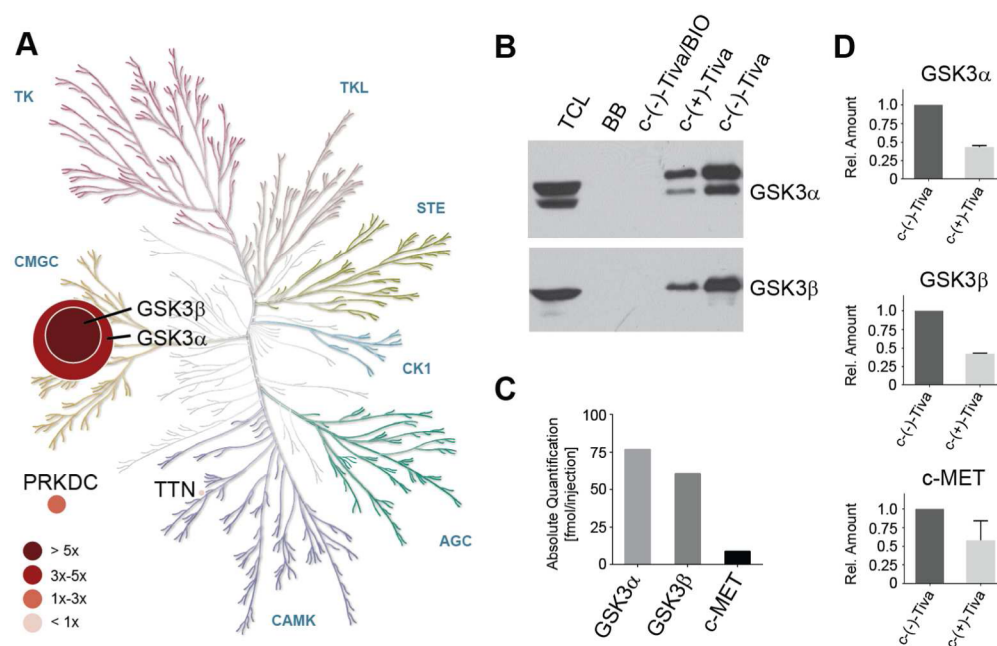 A
TK
TKL
STE
CMGC
GSK3β
GSK3α
CK1
PRKDC
TTN
> 5x
3x-5x
1x-3x
< 1x
AGC
CAMK
B
TCL
BB
c-(-)-Tiva/BIO
c-(+)-Tiva
c-(-)-Tiva
GSK3α
GSK3β
C
Absolute Quantification
[fmol/injection]
100
75
50
25
0
GSK3α
GSK3β
c-MET
D
GSK3α
Rel. Amount
1.0
0.75
0.5
0.25
0
c-(-)-Tiva
c-(+)-Tiva
GSK3β
Rel. Amount
1.0
0.75
0.5
0.25
0
c-(-)-Tiva
c-(+)-Tiva
c-MET
Rel. Amount
1.0
0.75
0.5
0.25
0
c-(-)-Tiva
c-(+)-Tiva